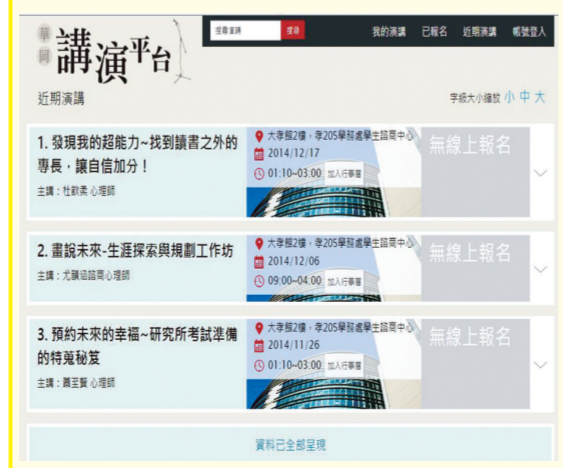 華岡講演平台
搜尋演講 搜尋 我的演講 已報名 近期演講 帳號登入
近期演講
字級大小縮放 小 中 大
1. 發現我的超能力~找到讀書之外的
專長，讓自信加分！
主講：杜歆柔 心理師
大孝館2樓，孝205學務處學生諮商中心
2014/12/17
01:10~03:00 加入行事曆
無線上報名
2. 畫說未來-生涯探索與規劃工作坊
主講：尤 諮商心理師
大孝館2樓，孝205學務處學生諮商中心
2014/12/06
09:00~04:00 加入行事曆
無線上報名
3. 預約未來的幸福~研究所考試準備
的特蒐秘笈
主講：蕭至賢 心理師
大孝館2樓，孝205學務處學生諮商中心
2014/11/26
01:10~03:00 加入行事曆
無線上報名
資料已全部呈現